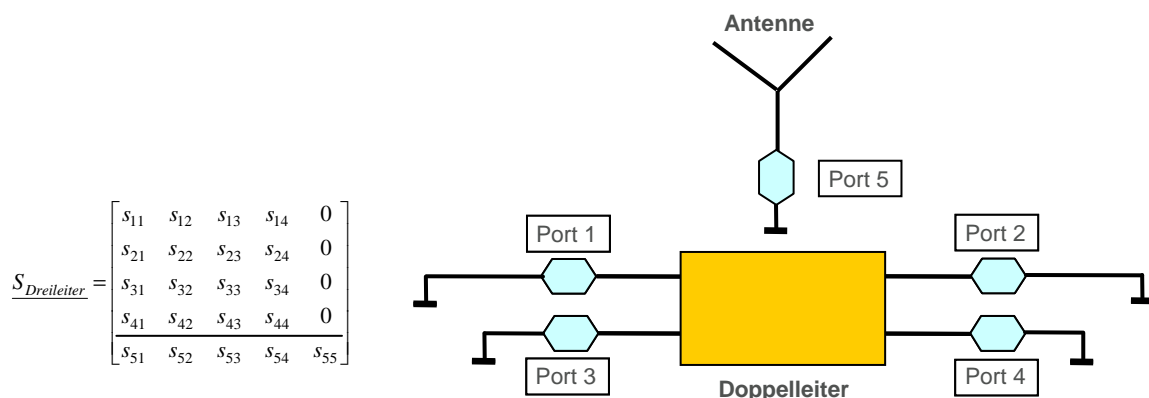 Antenne
Port 5
Port 1
Port 2
S_Dreileiter =
s11 s12 s13 s14 0
s21 s22 s23 s24 0
s31 s32 s33 s34 0
s41 s42 s43 s44 0
s51 s52 s53 s54 s55
Port 3
Port 4
Doppelleiter